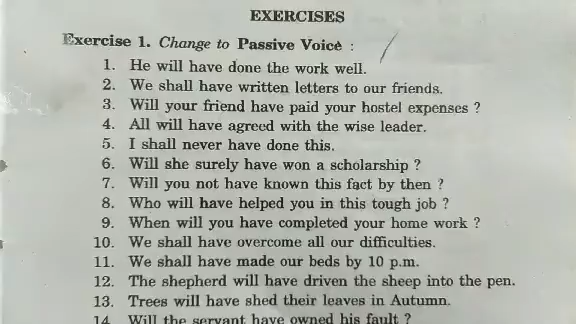 EXERCISES
Exercise 1. Change to Passive Voice :
1. He will have done the work well.
2. We shall have written letters to our friends.
3. Will your friend have paid your hostel expenses ?
4. All will have agreed with the wise leader.
5. I shall never have done this.
6. Will she surely have won a scholarship ?
7. Will you not have known this fact by then ?
8. Who will have helped you in this tough job ?
9. When will you have completed your home work ?
10. We shall have overcome all our difficulties.
11. We shall have made our beds by 10 p.m.
12. The shepherd will have driven the sheep into the pen.
13. Trees will have shed their leaves in Autumn.
14. Will the servant have owned his fault ?